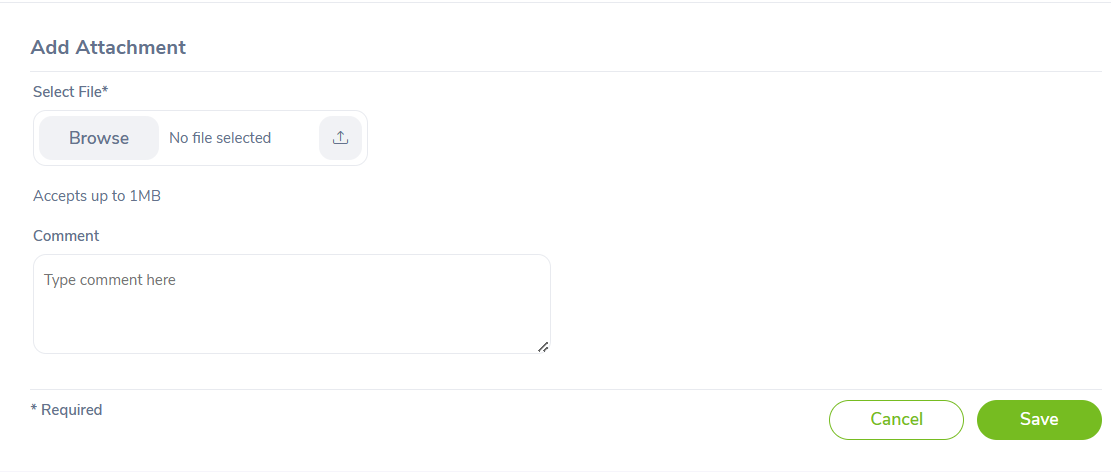 Add Attachment
Select File*
Browse No file selected
Accepts up to 1MB
Comment
Type comment here
* Required Cancel Save